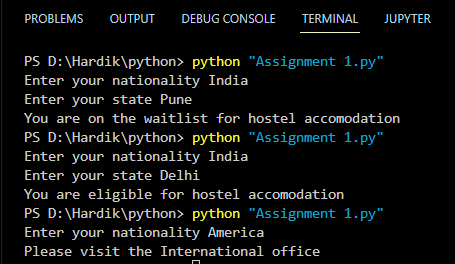 PROBLEMS OUTPUT DEBUG CONSOLE TERMINAL JUPYTER
PS D:\Hardik\python> python "Assignment 1.py"
Enter your nationality India
Enter your state Pune
You are on the waitlist for hostel accomodation
PS D:\Hardik\python> python "Assignment 1.py"
Enter your nationality India
Enter your state Delhi
You are eligible for hostel accomodation
PS D:\Hardik\python> python "Assignment 1.py"
Enter your nationality America
Please visit the International office